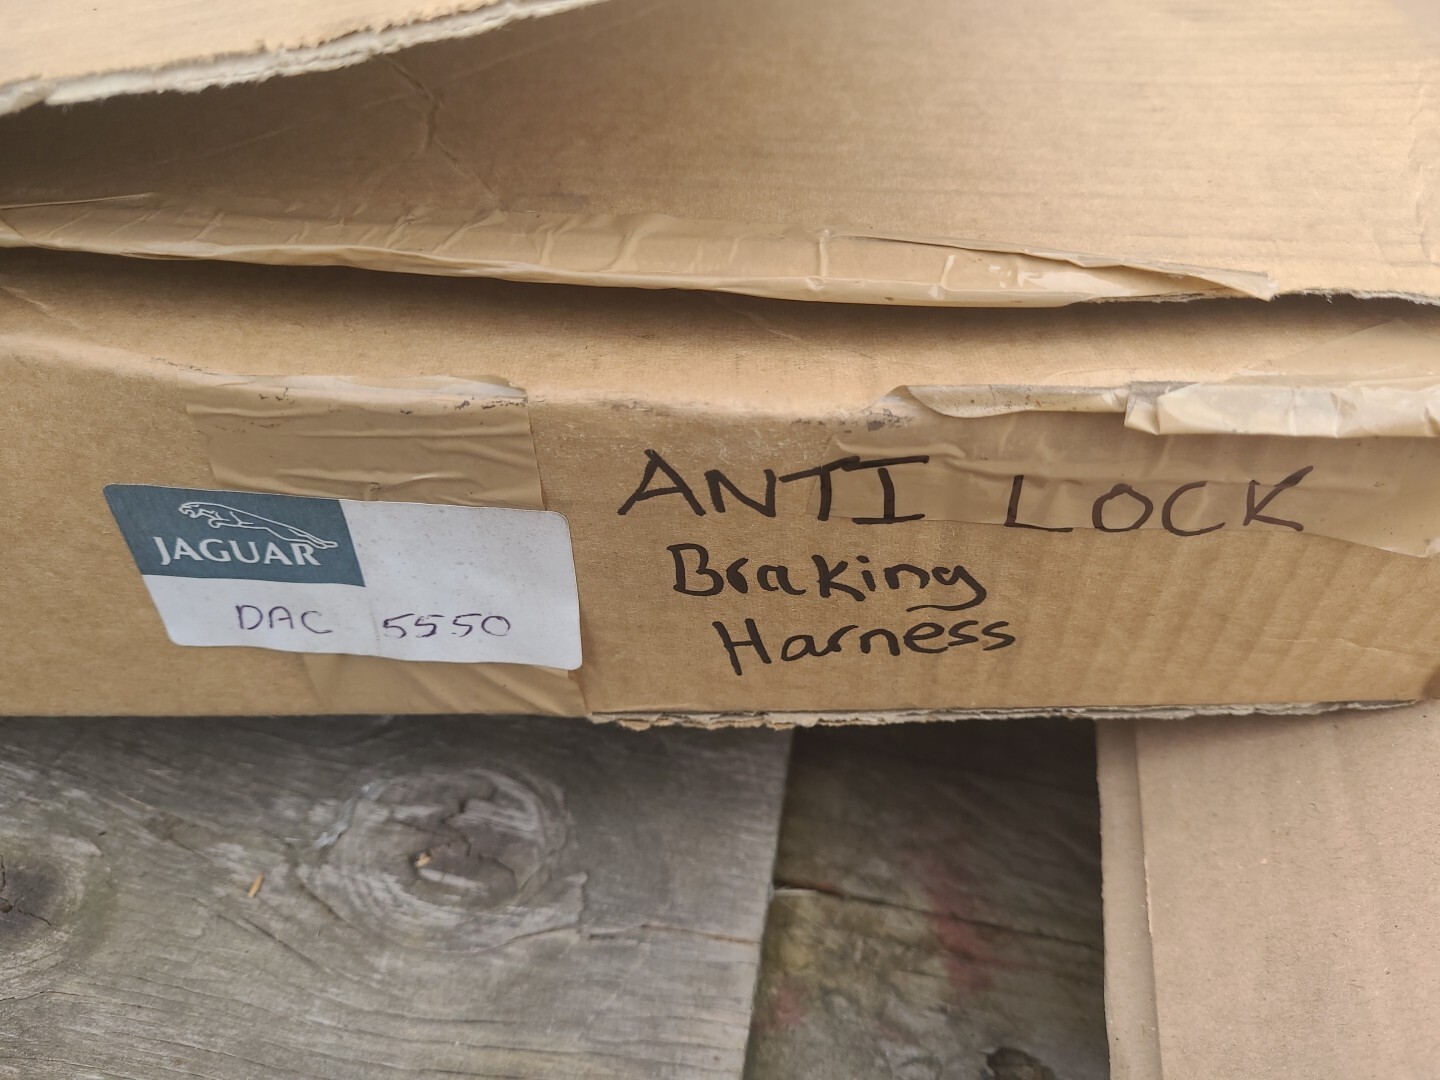 JAGUAR
DAC 5550
ANTI LOCK
Braking
Harness